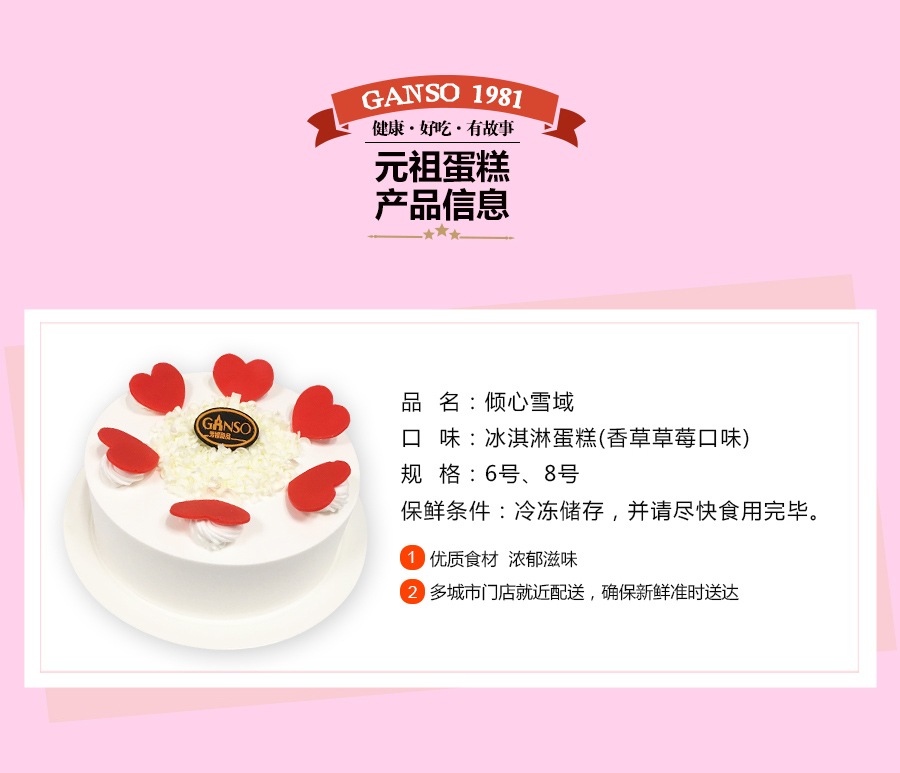 GANSO 1981
健康·好吃·有故事
元祖蛋糕
产品信息
GANSO
品 名：倾心雪域
口 味：冰淇淋蛋糕(香草草莓口味)
规 格：6号、8号
保鲜条件：冷冻储存，并请尽快食用完毕。
1 优质食材 浓郁滋味
2 多城市门店就近配送，确保新鲜准时送达